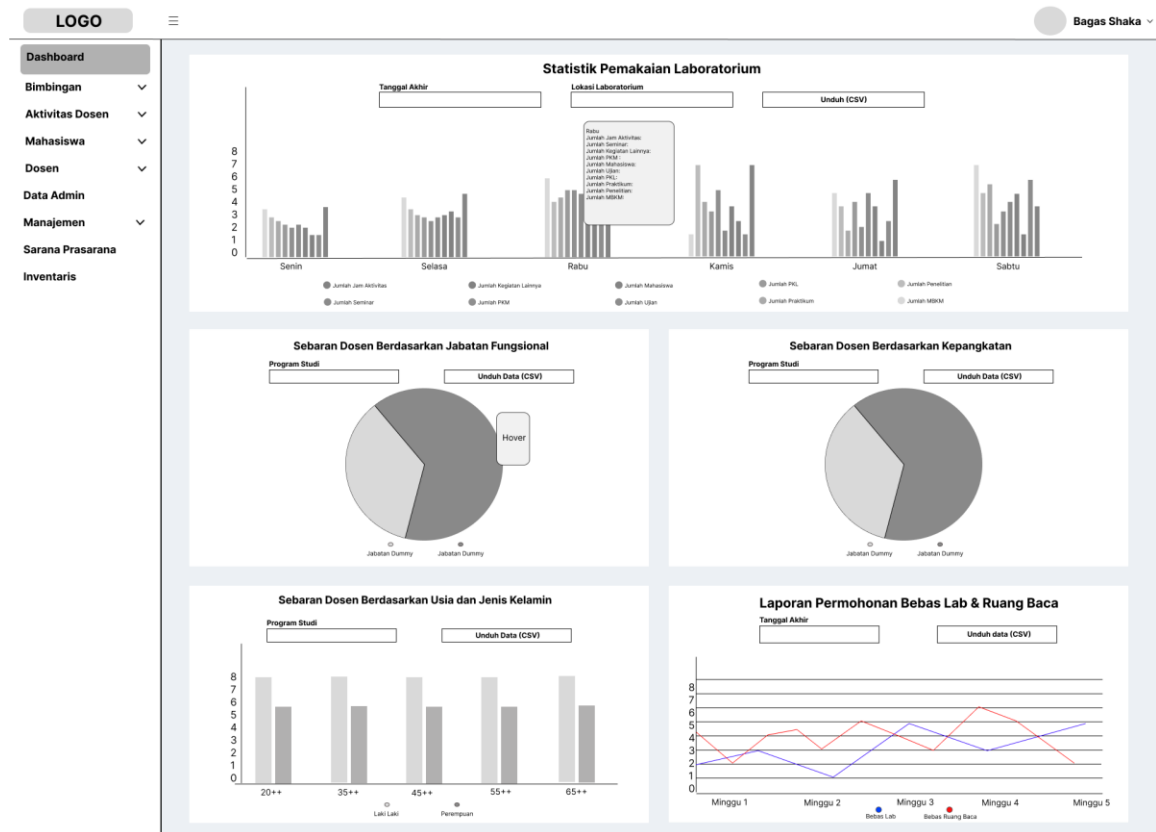 LOGO
Bagas Shaka
Dashboard
Bimbingan
Aktivitas Dosen
Mahasiswa
Dosen
Data Admin
Manajemen
Sarana Prasarana
Inventaris
Statistik Pemakaian Laboratorium
Tanggal Akhir
Lokasi Laboratorium
Unduh (CSV)
Rabu
Jumlah Jam Aktivitas:
Jumlah Seminar:
Jumlah Kegiatan Lainnya:
Jumlah PKM :
Jumlah Mahasiswa:
Jumlah Ujian:
Jumlah PKL:
Jumlah Praktikum:
Jumlah Penelitian:
Jumlah MBKM:
8
7
6
5
4
3
2
1
0
Senin Selasa Rabu Kamis Jumat Sabtu
Jumlah Jam Aktivitas Jumlah Kegiatan Lainnya Jumlah Mahasiswa Jumlah PKL Jumlah Penelitian
Jumlah Seminar Jumlah PKM Jumlah Ujian Jumlah Praktikum Jumlah MBKM
Sebaran Dosen Berdasarkan Jabatan Fungsional
Program Studi
Unduh Data (CSV)
Hover
Jabatan Dummy Jabatan Dummy
Sebaran Dosen Berdasarkan Kepangkatan
Program Studi
Unduh Data (CSV)
Jabatan Dummy Jabatan Dummy
Sebaran Dosen Berdasarkan Usia dan Jenis Kelamin
Program Studi
Unduh Data (CSV)
8
7
6
5
4
3
2
1
0
20++ 35++ 45++ 55++ 65++
Laki Laki Perempuan
Laporan Permohonan Bebas Lab & Ruang Baca
Tanggal Akhir
Unduh data (CSV)
8
7
6
5
4
3
2
1
0
Minggu 1 Minggu 2 Minggu 3 Minggu 4 Minggu 5
Bebas Lab Bebas Ruang Baca